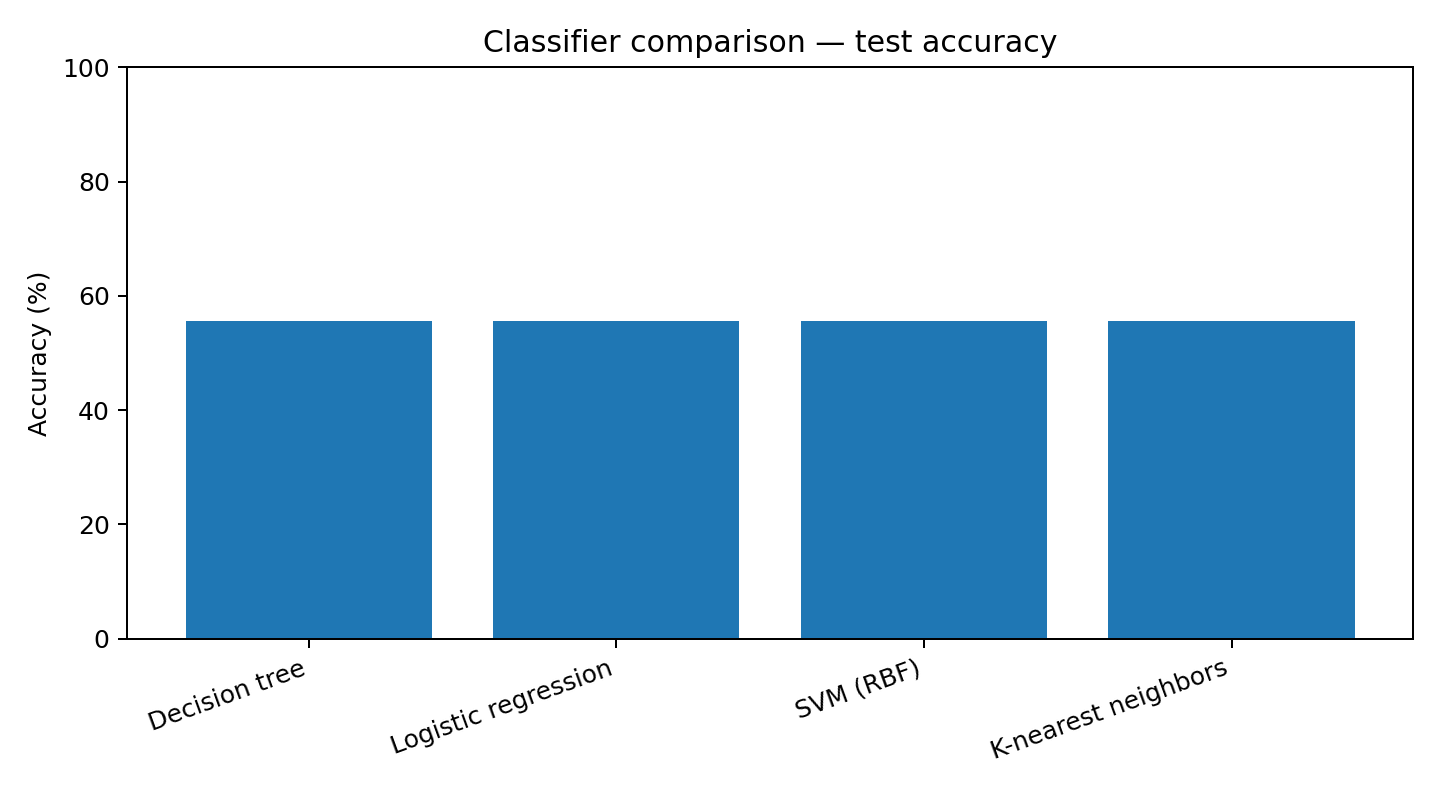 Classifier comparison — test accuracy
100
80
60
40
20
0
Accuracy (%)
Decision tree
Logistic regression
SVM (RBF)
K-nearest neighbors